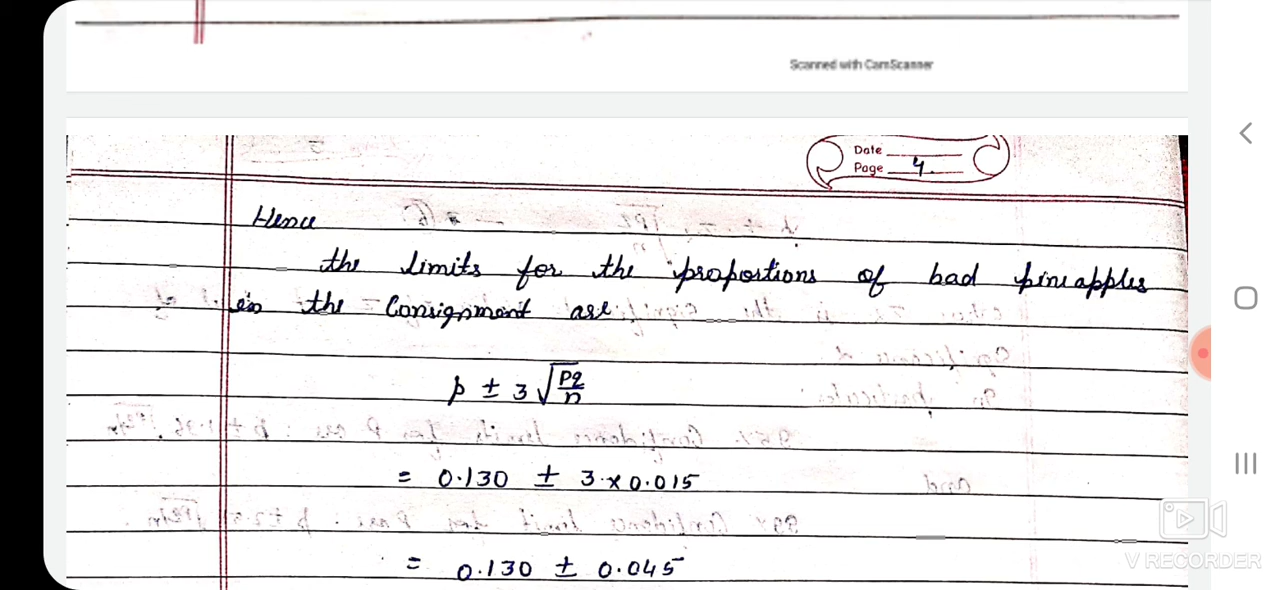 Scanned with CamScanner
Date
Page 4.
Hence
the limits for the proportions of bad pineapples
in the Consignment are
p ± 3 √(pq/n)
= 0.130 ± 3 × 0.015
= 0.130 ± 0.045
V RECORDER